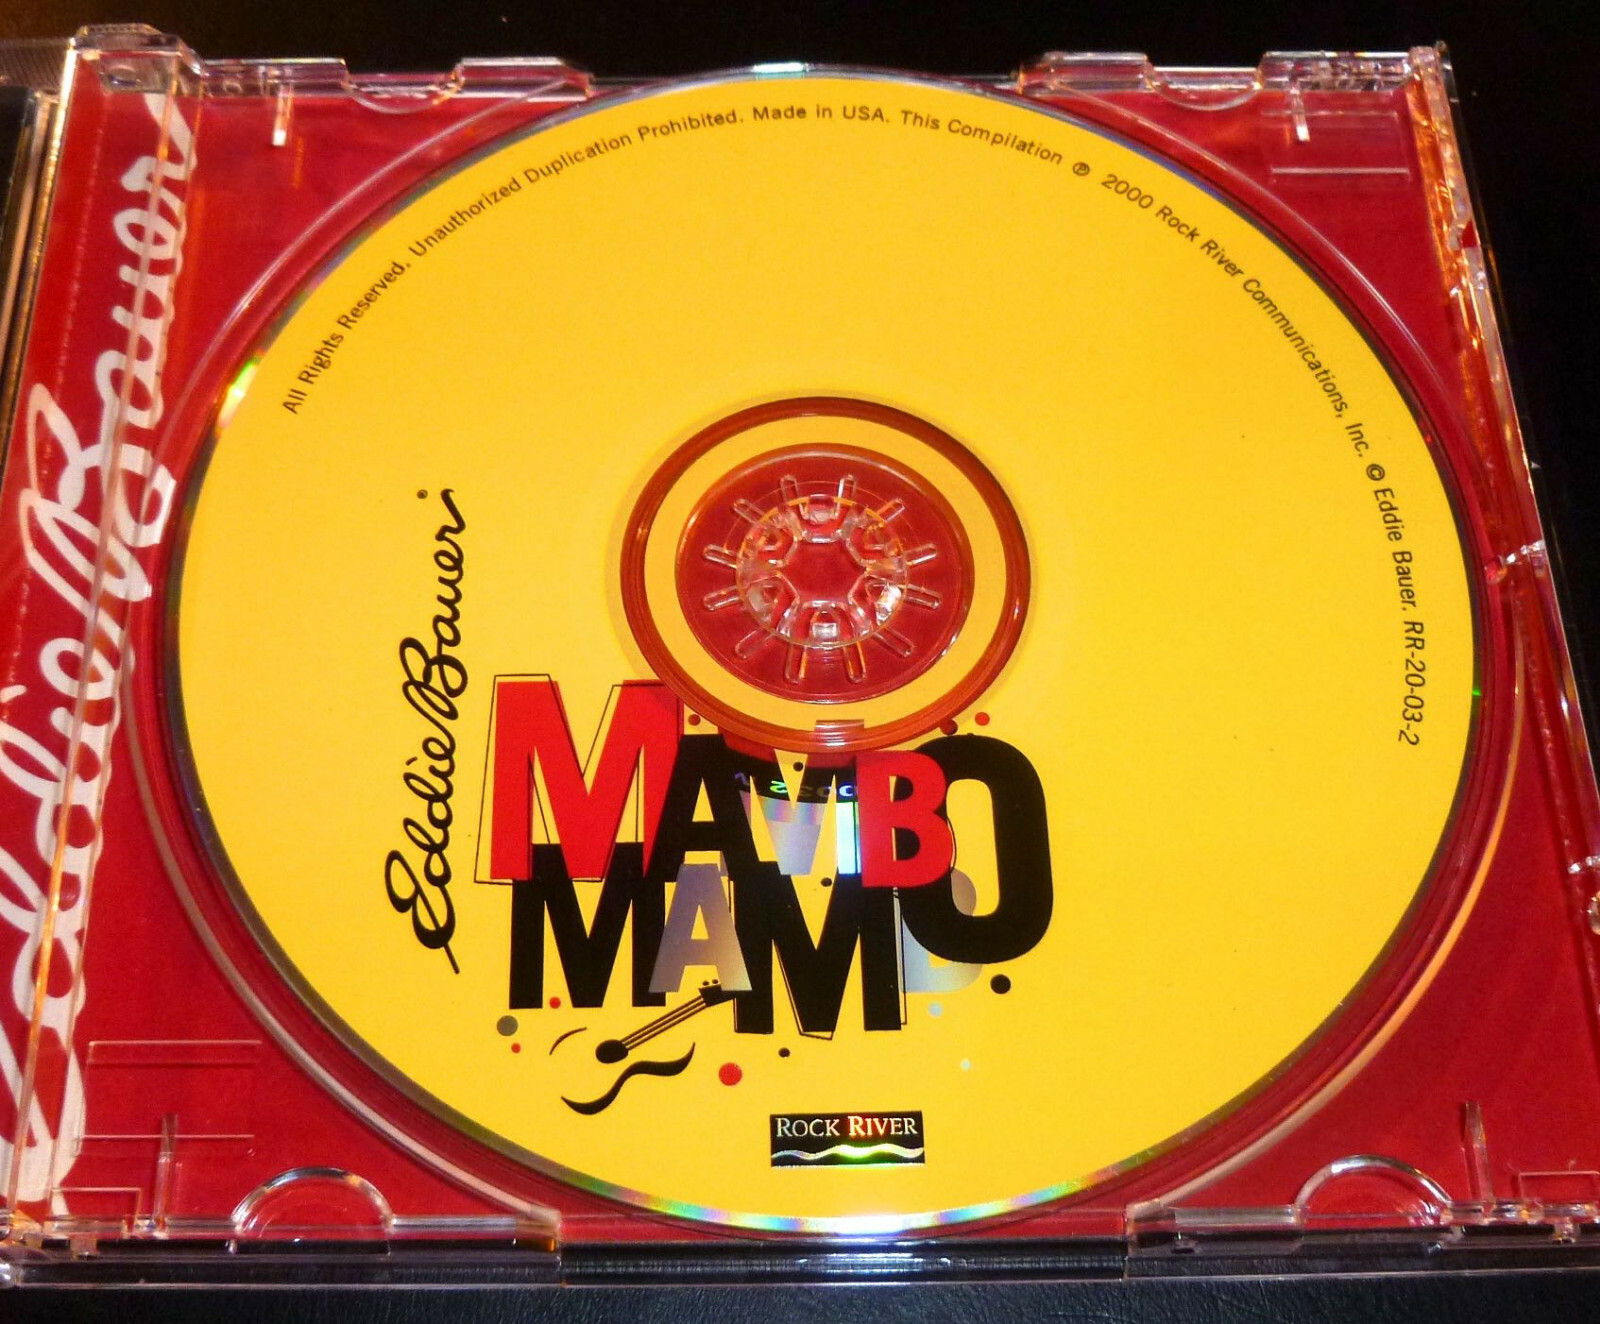 All Rights Reserved. Unauthorized Duplication Prohibited. Made in USA. This Compilation ℗ 2000 Rock River Communications, Inc. © Eddie Bauer. RR-20-03-2
Eddie Bauer
Eddie Bauer®
MAMBO
MAMBO
ROCK RIVER